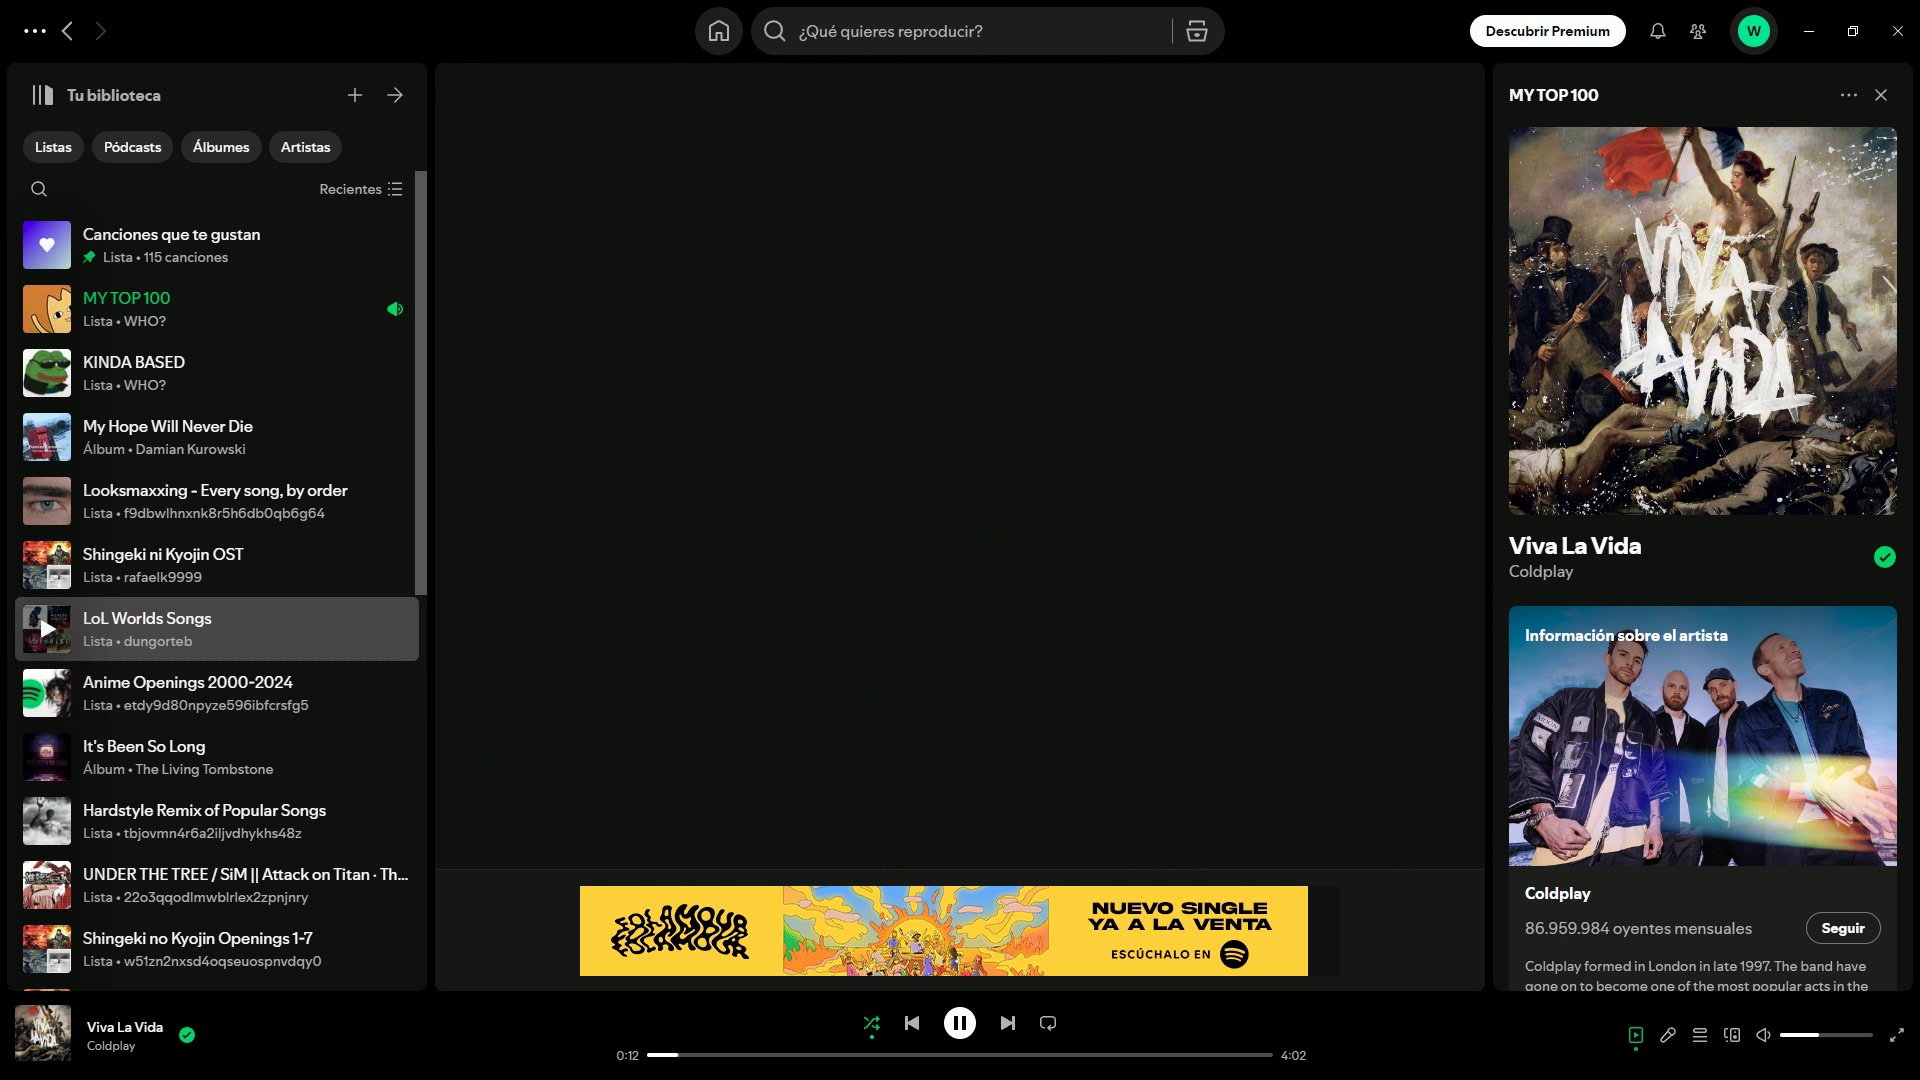 ¿Qué quieres reproducir?
Descubrir Premium
W
Tu biblioteca
Listas
Pódcasts
Álbumes
Artistas
Recientes
Canciones que te gustan
Lista • 115 canciones
MY TOP 100
Lista • WHO?
KINDA BASED
Lista • WHO?
My Hope Will Never Die
Álbum • Damian Kurowski
Looksmaxxing - Every song, by order
Lista • f9dbwlhnxnk8r5h6db0qb6g64
Shingeki ni Kyojin OST
Lista • rafaelk9999
LoL Worlds Songs
Lista • dungorteb
Anime Openings 2000-2024
Lista • etdy9d80npyze596ibfcrsfg5
It's Been So Long
Álbum • The Living Tombstone
Hardstyle Remix of Popular Songs
Lista • tbjovmn4r6a2iljvdhykhs48z
UNDER THE TREE / SiM || Attack on Titan · Th...
Lista • 22o3qqodlmwblrlex2zpnjnry
Shingeki no Kyojin Openings 1-7
Lista • w51zn2nxsd4oqseuospnvdqy0
NUEVO SINGLE
YA A LA VENTA
ESCÚCHALO EN
MY TOP 100
VIVA
LA VIDA
Viva La Vida
Coldplay
Información sobre el artista
Coldplay
86.959.984 oyentes mensuales
Seguir
Coldplay formed in London in late 1997. The band have
gone on to become one of the most popular acts in the
Viva La Vida
Coldplay
0:12
4:02